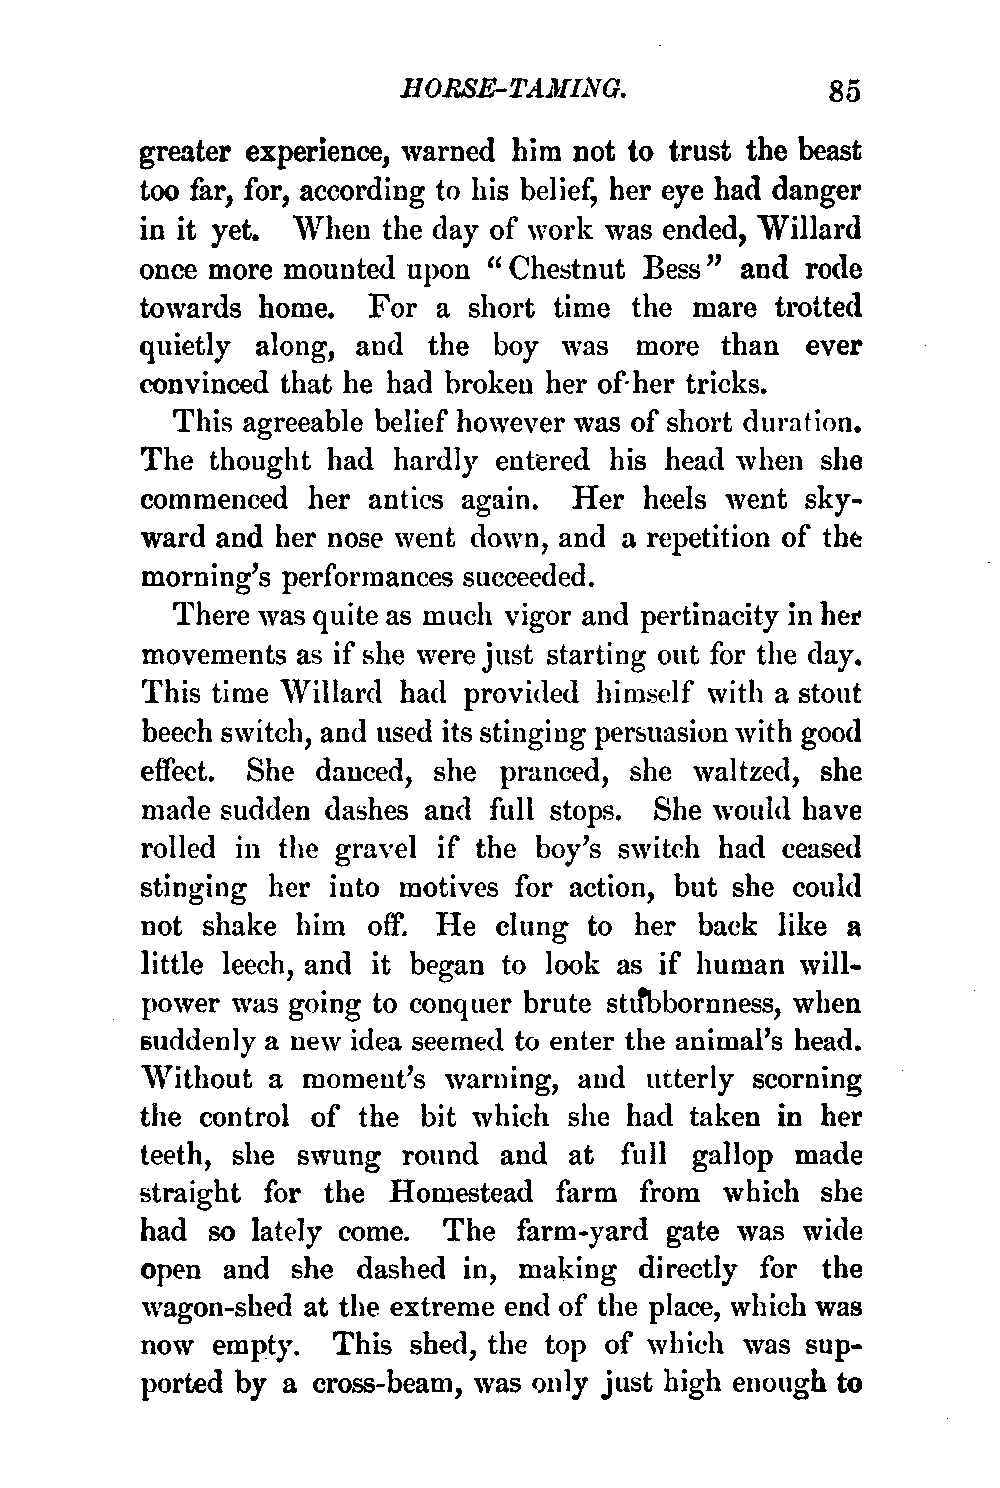 HORSE-TAMING. 85
greater experience, warned him not to trust the beast
too far, for, according to his belief, her eye had danger
in it yet. When the day of work was ended, Willard
once more mounted upon “Chestnut Bess” and rode
towards home. For a short time the mare trotted
quietly along, and the boy was more than ever
convinced that he had broken her of her tricks.
This agreeable belief however was of short duration.
The thought had hardly entered his head when she
commenced her antics again. Her heels went sky-
ward and her nose went down, and a repetition of the
morning's performances succeeded.
There was quite as much vigor and pertinacity in her
movements as if she were just starting out for the day.
This time Willard had provided himself with a stout
beech switch, and used its stinging persuasion with good
effect. She danced, she pranced, she waltzed, she
made sudden dashes and full stops. She would have
rolled in the gravel if the boy's switch had ceased
stinging her into motives for action, but she could
not shake him off. He clung to her back like a
little leech, and it began to look as if human will-
power was going to conquer brute stubbornness, when
suddenly a new idea seemed to enter the animal's head.
Without a moment's warning, and utterly scorning
the control of the bit which she had taken in her
teeth, she swung round and at full gallop made
straight for the Homestead farm from which she
had so lately come. The farm-yard gate was wide
open and she dashed in, making directly for the
wagon-shed at the extreme end of the place, which was
now empty. This shed, the top of which was sup-
ported by a cross-beam, was only just high enough to